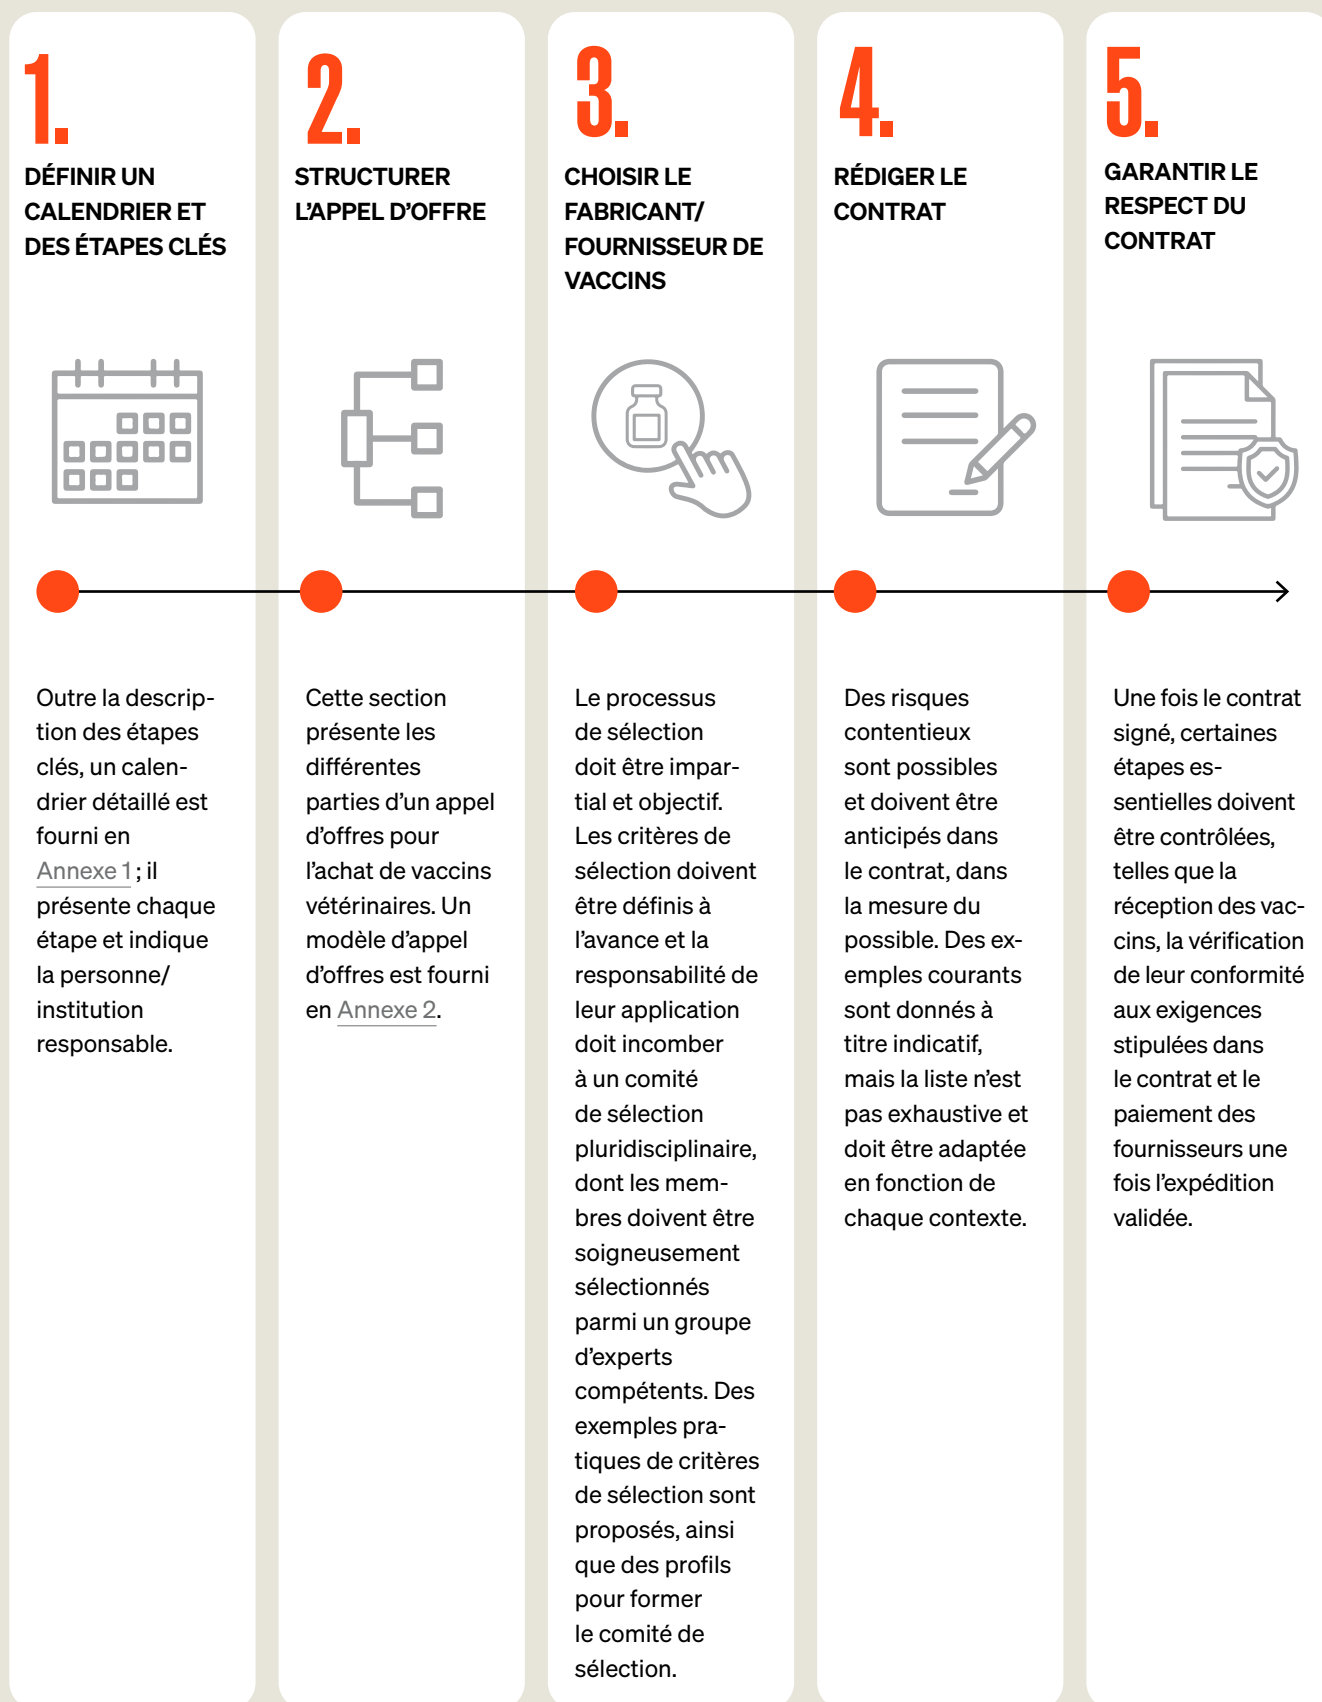 1.
DÉFINIR UN
CALENDRIER ET
DES ÉTAPES CLÉS
Outre la descrip-
tion des étapes
clés, un calen-
drier détaillé est
fourni en
Annexe 1 ; il
présente chaque
étape et indique
la personne/
institution
responsable.
2.
STRUCTURER
L’APPEL D’OFFRE
Cette section
présente les
différentes
parties d’un appel
d’offres pour
l’achat de vaccins
vétérinaires. Un
modèle d’appel
d’offres est fourni
en Annexe 2.
3.
CHOISIR LE
FABRICANT/
FOURNISSEUR DE
VACCINS
Le processus
de sélection
doit être impar-
tial et objectif.
Les critères de
sélection doivent
être définis à
l’avance et la
responsabilité de
leur application
doit incomber
à un comité
de sélection
pluridisciplinaire,
dont les mem-
bres doivent être
soigneusement
sélectionnés
parmi un groupe
d’experts
compétents. Des
exemples pra-
tiques de critères
de sélection sont
proposés, ainsi
que des profils
pour former
le comité de
sélection.
4.
RÉDIGER LE
CONTRAT
Des risques
contentieux
sont possibles
et doivent être
anticipés dans
le contrat, dans
la mesure du
possible. Des ex-
emples courants
sont donnés à
titre indicatif,
mais la liste n’est
pas exhaustive et
doit être adaptée
en fonction de
chaque contexte.
5.
GARANTIR LE
RESPECT DU
CONTRAT
Une fois le contrat
signé, certaines
étapes es-
sentielles doivent
être contrôlées,
telles que la
réception des vac-
cins, la vérification
de leur conformité
aux exigences
stipulées dans
le contrat et le
paiement des
fournisseurs une
fois l’expédition
validée.